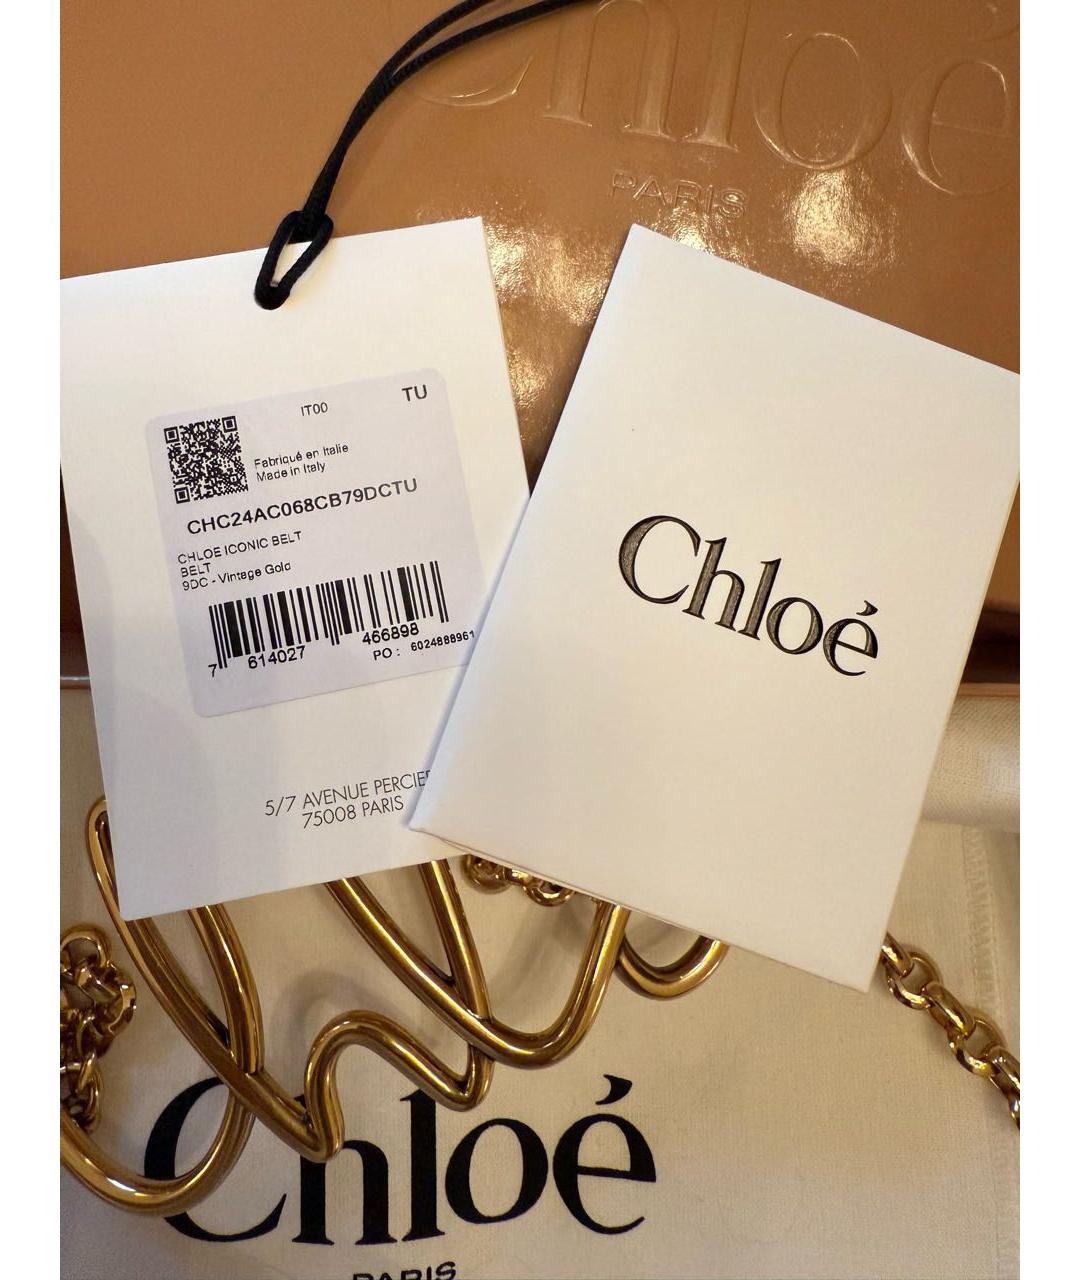 Chloé
PARIS
IT00
TU
Fabriqué en Italie
Made in Italy
CHC24AC068CB79DCTU
CHLOE ICONIC BELT
BELT
9DC - Vintage Gold
7 614027 466898
PO : 6024888961
5/7 AVENUE PERCIE
75008 PARIS
Chloé
Chloé
PARIS